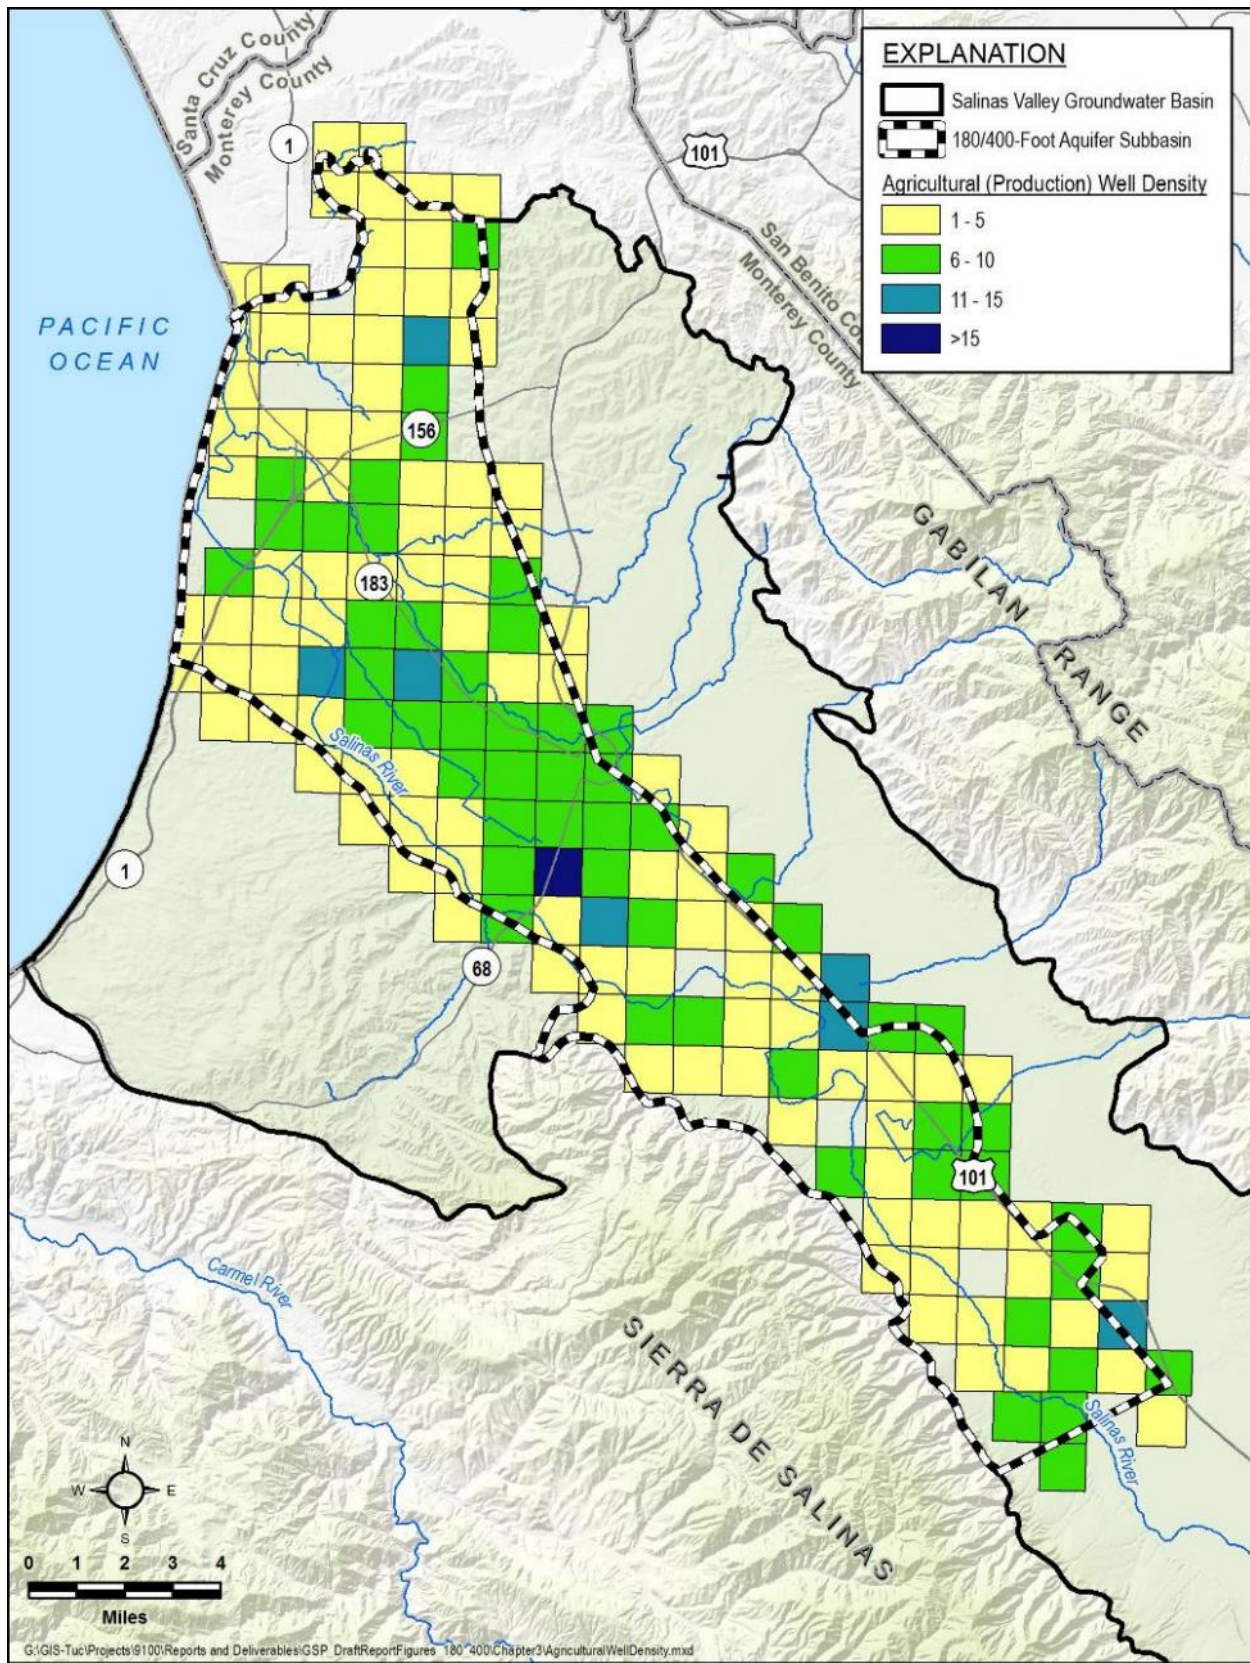 Santa Cruz County
Monterey County
1
101
EXPLANATION
Salinas Valley Groundwater Basin
180/400-Foot Aquifer Subbasin
Agricultural (Production) Well Density
1 - 5
6 - 10
11 - 15
>15
San Benito Co
Monterey County
PACIFIC
OCEAN
156
GABILAN
RANGE
183
Salinas River
1
68
101
Carmel River
SIERRA DE SALINAS
Salinas River
N
W
E
S
0 1 2 3 4
Miles
G:\GIS-Tuc\Projects\9100\Reports and Deliverables\GSP_DraftReportFigures_180_400\Chapter3\AgriculturalWellDensity.mxd